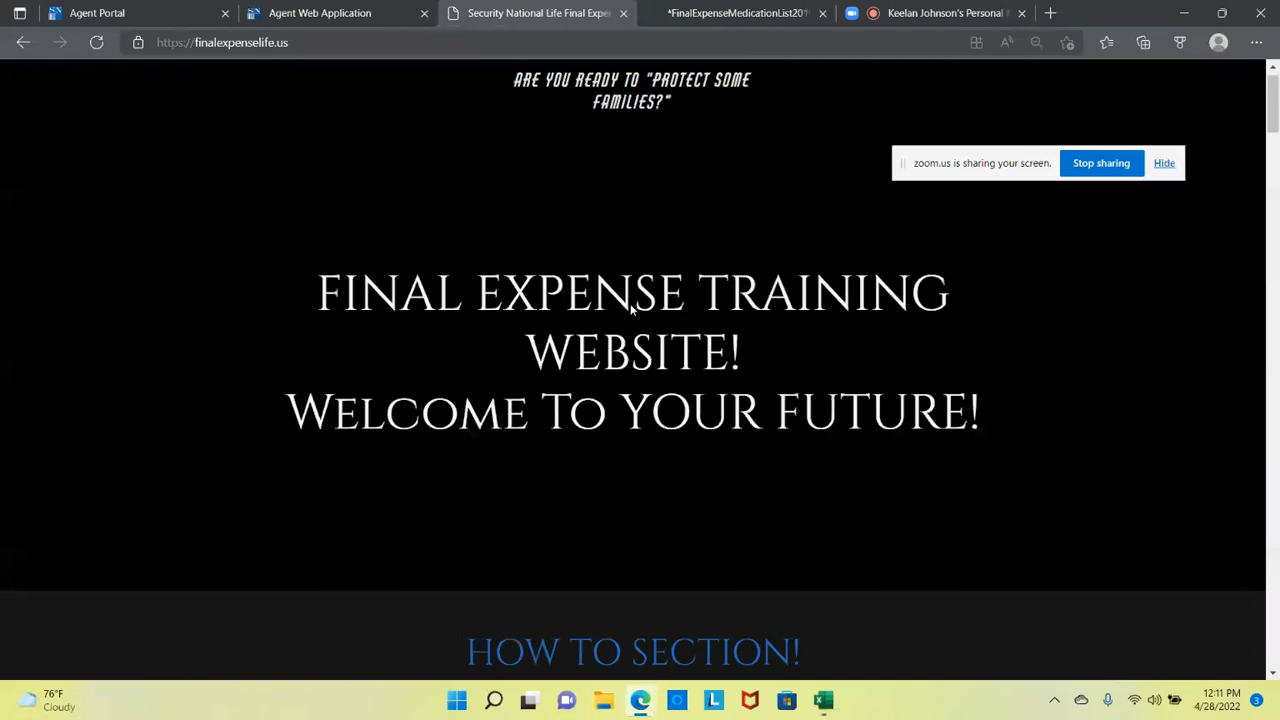 Agent Portal
Agent Web Application
Security National Life Final Expe
*FinalExpenseMedicationList201
Keelan Johnson's Personal
https://finalexpenselife.us
ARE YOU READY TO "PROTECT SOME
FAMILIES?"
zoom.us is sharing your screen.
Stop sharing
Hide
FINAL EXPENSE TRAINING
WEBSITE!
WELCOME TO YOUR FUTURE!
HOW TO SECTION!
76°F
Cloudy
12:11 PM
4/28/2022
3